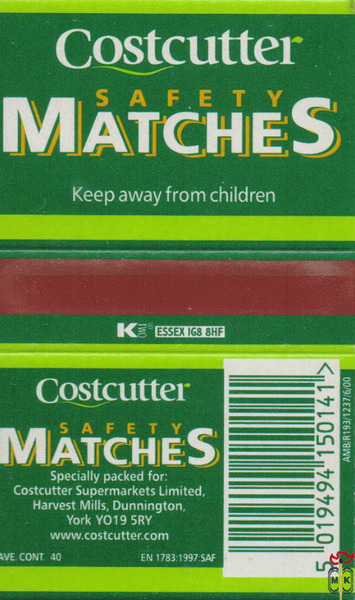 Costcutter
SAFETY
MATCHES
Keep away from children
K TWO ® ESSEX IG8 8HF
Costcutter
SAFETY
MATCHES
Specially packed for:
Costcutter Supermarkets Limited,
Harvest Mills, Dunnington,
York YO19 5RY
www.costcutter.com
AVE. CONT. 40 EN 1783:1997:SAF
5 019494 150141 >
AMB/R193/1237/6/00
M K